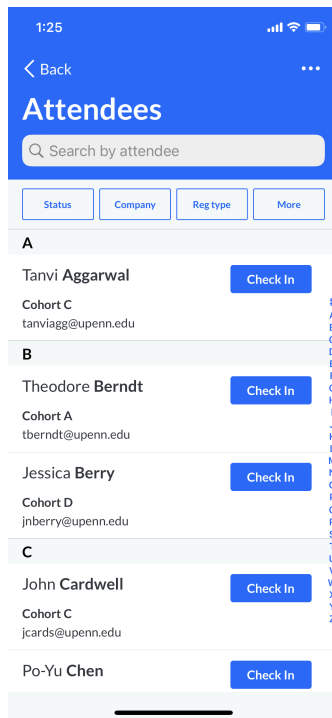 1:25
Back
Attendees
Search by attendee
Status Company Reg type More
A
Tanvi Aggarwal Check In
Cohort C
tanviagg@upenn.edu
B
Theodore Berndt Check In
Cohort A
tberndt@upenn.edu
Jessica Berry Check In
Cohort D
jnberry@upenn.edu
C
John Cardwell Check In
Cohort C
jcards@upenn.edu
Po-Yu Chen Check In